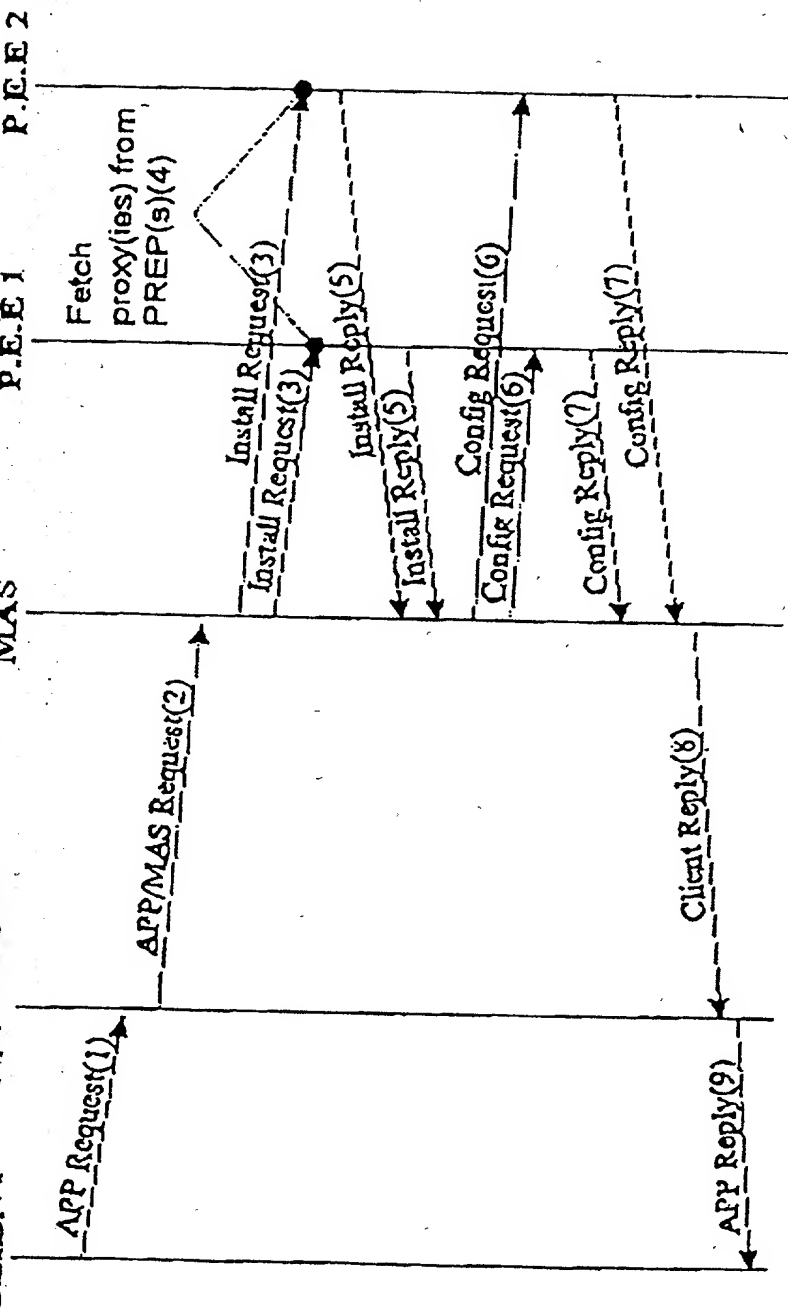 MAS
P.E.E 1
P.E.E 2
APP Request(1)
APP/MAS Request(2)
Install Request(3)
Install Request(3)
Fetch
proxy(ies) from
PREP(s)(4)
Install Reply(5)
Install Reply(5)
Config Request(6)
Config Request(6)
Config Reply(7)
Config Reply(7)
Client Reply(8)
APP Reply(9)